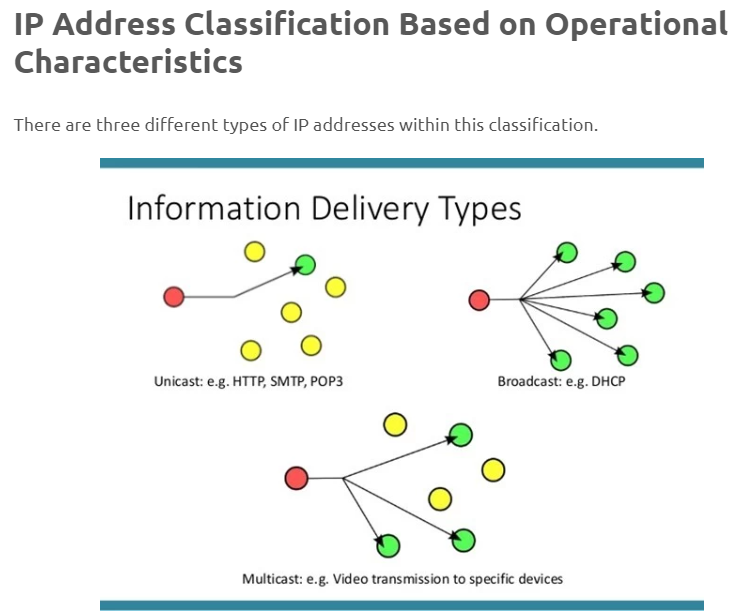 IP Address Classification Based on Operational
Characteristics
There are three different types of IP addresses within this classification.
Information Delivery Types
Unicast: e.g. HTTP, SMTP, POP3
Broadcast: e.g. DHCP
Multicast: e.g. Video transmission to specific devices